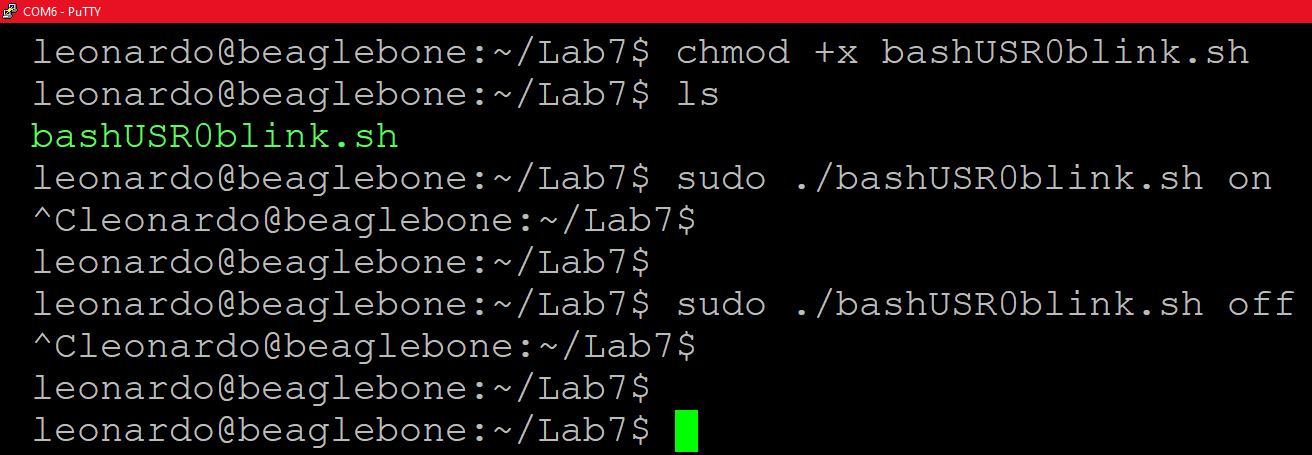 COM6 - PuTTY
leonardo@beaglebone:~/Lab7$ chmod +x bashUSR0blink.sh
leonardo@beaglebone:~/Lab7$ ls
bashUSR0blink.sh
leonardo@beaglebone:~/Lab7$ sudo ./bashUSR0blink.sh on
^Cleonardo@beaglebone:~/Lab7$
leonardo@beaglebone:~/Lab7$
leonardo@beaglebone:~/Lab7$ sudo ./bashUSR0blink.sh off
^Cleonardo@beaglebone:~/Lab7$
leonardo@beaglebone:~/Lab7$
leonardo@beaglebone:~/Lab7$